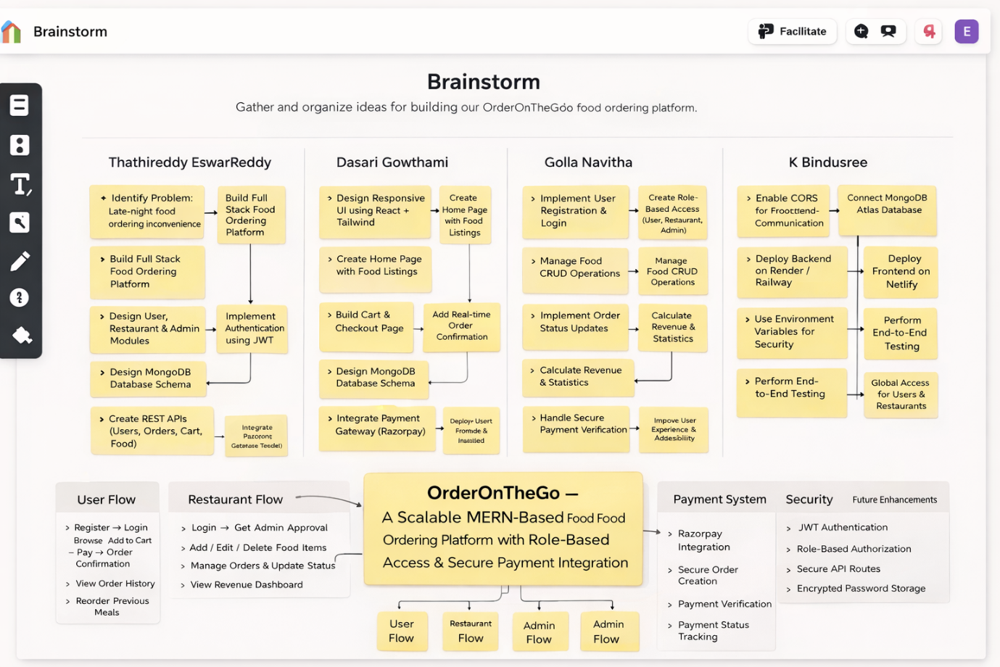 Brainstorm
Facilitate
E
Brainstorm
Gather and organize ideas for building our OrderOnTheGòo food ordering platform.
Thathireddy EswarReddy
Identify Problem:
Late-night food
ordering inconvenience
Build Full
Stack Food
Ordering
Platform
> Build Full Stack
Food Ordering
Platform
> Design User,
Restaurant & Admin
Modules
Implement
Authentication
using JWT
> Design MongoDB
Database Schema
> Create REST APIs
(Users, Orders, Cart,
Food)
Integrate
Dasari Gowthami
> Design Responsive
UI using React +
Tailwind
Create
Home Page
with Food
Listings
> Create Home Page
with Food Listings
> Build Cart &
Checkout Page
Add Real-time
Order
Confirmation
> Design MongoDB
Database Schema
> Integrate Payment
Gateway (Razorpay)
Golla Navitha
> Implement User
Registration &
Login
Create Role-
Based Access
(User, Restaurant,
Admin)
> Manage Food
CRUD Operations
Manage
Food CRUD
Operations
> Implement Order
Status Updates
Calculate
Revenue &
Statistics
> Calculate Revenue
& Statistics
> Handle Secure
Payment Verification
Impove User
Experience &
K Bindusree
> Enable CORS
for
Communication
Connect MongoDB
Atlas Database
> Deploy Backend
on Render /
Railway
Deploy
Frontend on
Netlify
> Use Environment
Variables for
Security
Perform
End-to-End
Testing
> Perform End-
to-End Testing
Global Access
for Users &
Restaurants
User Flow
> Register → Login
Browse Add to Cart
– Pay → Order
Confirmation
> View Order History
> Reorder Previous
Meals
Restaurant Flow
> Login → Get Admin Approval
> Add / Edit / Delete Food Items
> Manage Orders & Update Status
> View Revenue Dashboard
OrderOnTheGo —
A Scalable MERN-Based Food Food
Ordering Platform with Role-Based
Access & Secure Payment Integration
User
Flow
Restaurant
Flow
Admin
Flow
Admin
Flow
Payment System
> Razorpay
Integration
> Secure Order
Creation
> Payment Verification
> Payment Status
Tracking
Security
Future Enhancements
> JWT Authentication
> Role-Based Authorization
> Secure API Routes
> Encrypted Password Storage